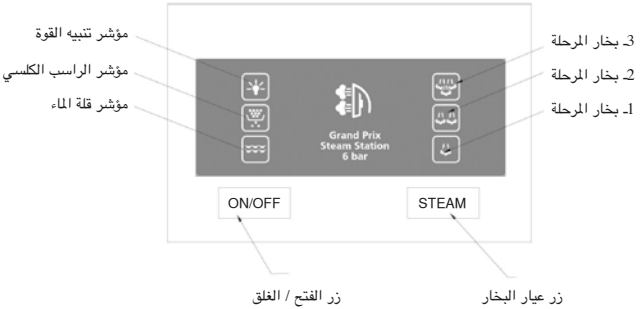 مؤشر تنبيه القوة
مؤشر الراسب الكلسي
مؤشر قلة الماء
3ـ بخار المرحلة
2ـ بخار المرحلة
1ـ بخار المرحلة
Grand Prix
Steam Station
6 bar
ON/OFF
STEAM
زر الفتح / الغلق
زر عيار البخار